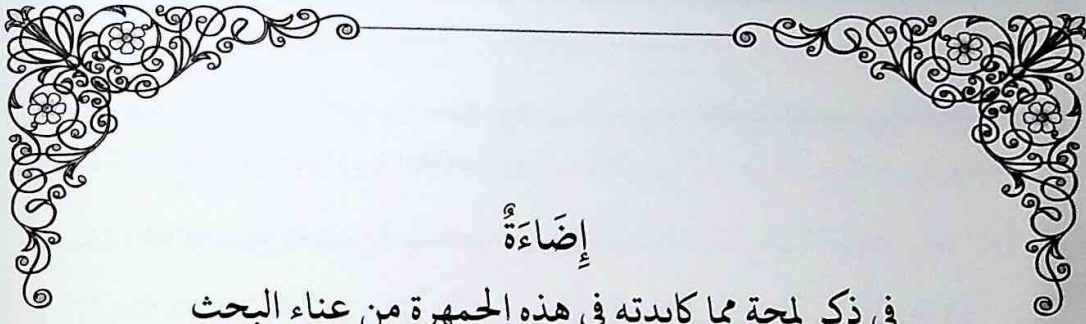 إِضَاءَةٌ
في ذكر لمحة مما كابدته في هذه الجمهرة من عناء البحث